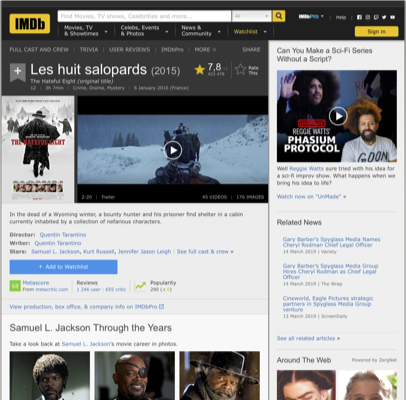 IMDb
Find Movies, TV shows, Celebrities and more...
All
IMDbPro
Help
Movies, TV & Showtimes
Celebs, Events & Photos
News & Community
Watchlist
FULL CAST AND CREW | TRIVIA | USER REVIEWS | IMDbPro | MORE
SHARE
Les huit salopards (2015)
The Hateful Eight (original title)
12 | 3h 7min | Crime, Drama, Mystery | 6 January 2016 (France)
7,8
Rate This
THE HATEFUL EIGHT
2:20 | Trailer
45 VIDEOS | 176 IMAGES
In the dead of a Wyoming winter, a bounty hunter and his prisoner find shelter in a cabin
currently inhabited by a collection of nefarious characters.
Director: Quentin Tarantino
Writer: Quentin Tarantino
Stars: Samuel L. Jackson, Kurt Russell, Jennifer Jason Leigh | See full cast & crew »
+ Add to Watchlist
68
Metascore
From metacritic.com
Reviews
1 246 user | 655 critic
Popularity
View production, box office, & company info on IMDbPro
Samuel L. Jackson Through the Years
Take a look back at Samuel L. Jackson's movie career in photos.
Can You Make a Sci-Fi Series
Without a Script?
REGGIE WATTS'
PHASIUM
PROTOCOL
Well Reggie Watts sure tried with his idea for
a sci-fi improv show. What happens when we
bring his idea to life?
Watch now on "UnMade" »
Related News
Gary Barber's Spyglass Media Names
Cheryl Rodman Chief Legal Officer
14 March 2019 | Variety
Gary Barber's Spyglass Media Group
Hires Cheryl Rodman as Chief Legal
Officer
14 March 2019 | The Wrap
Cineworld, Eagle Pictures strategic
partners in Spyglass Media Group
venture
13 March 2019 | ScreenDaily
See all related articles »
Around The Web
Powered by ZergNet